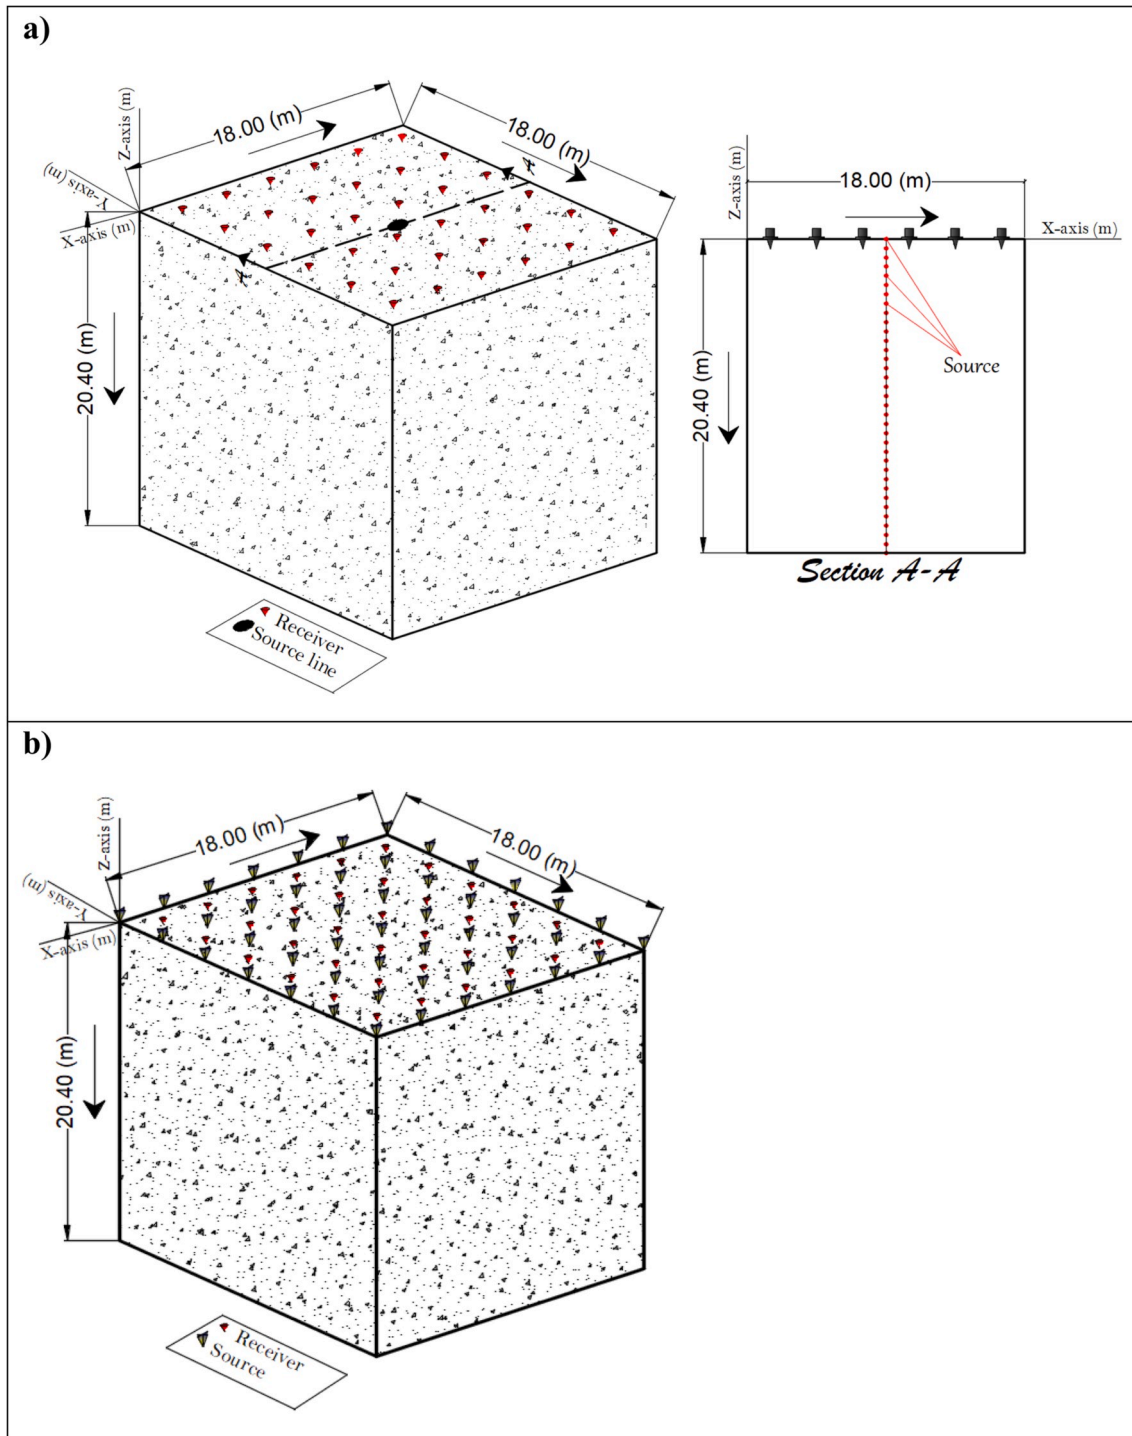 a)
Z-axis (m)
Y-axis (m)
X-axis (m)
18.00 (m)
18.00 (m)
20.40 (m)
A
A
Receiver
Source line
Z-axis (m)
18.00 (m)
X-axis (m)
20.40 (m)
Source
Section A-A
b)
Z-axis (m)
Y-axis (m)
X-axis (m)
18.00 (m)
18.00 (m)
20.40 (m)
Receiver
Source